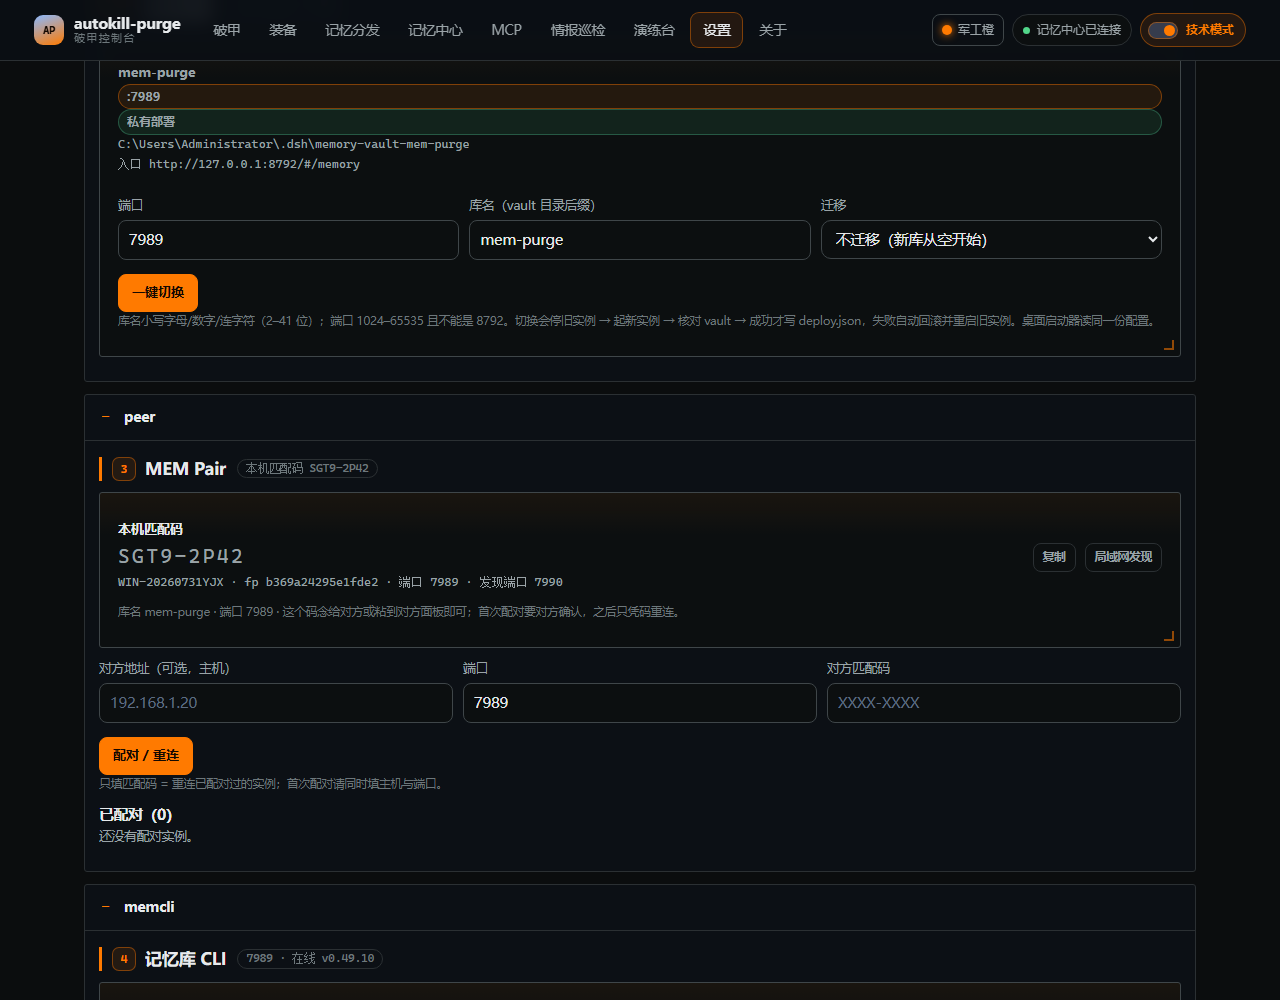 AP
autokill-purge
破甲控制台
破甲
装备
记忆分发
记忆中心
MCP
情报巡检
演练台
设置
关于
军工橙
记忆中心已连接
技术模式
mem-purge
:7989
私有部署
C:\Users\Administrator\.dsh\memory-vault-mem-purge
入口 http://127.0.0.1:8792/#/memory
端口
库名（vault 目录后缀）
迁移
7989
mem-purge
不迁移（新库从空开始）
一键切换
库名小写字母/数字/连字符（2–41 位）；端口 1024–65535 且不能是 8792。切换会停旧实例 → 起新实例 → 核对 vault → 成功才写 deploy.json，失败自动回滚并重启旧实例。桌面启动器读同一份配置。
− peer
3 MEM Pair 本机匹配码 SGT9-2P42
本机匹配码
SGT9-2P42
复制
局域网发现
WIN-20260731YJX · fp b369a24295e1fde2 · 端口 7989 · 发现端口 7990
库名 mem-purge · 端口 7989 · 这个码念给对方或粘到对方面板即可；首次配对要对方确认，之后只凭码重连。
对方地址（可选，主机）
端口
对方匹配码
192.168.1.20
7989
XXXX-XXXX
配对 / 重连
只填匹配码 = 重连已配对过的实例；首次配对请同时填主机与端口。
已配对（0）
还没有配对实例。
− memcli
4 记忆库 CLI 7989 · 在线 v0.49.10